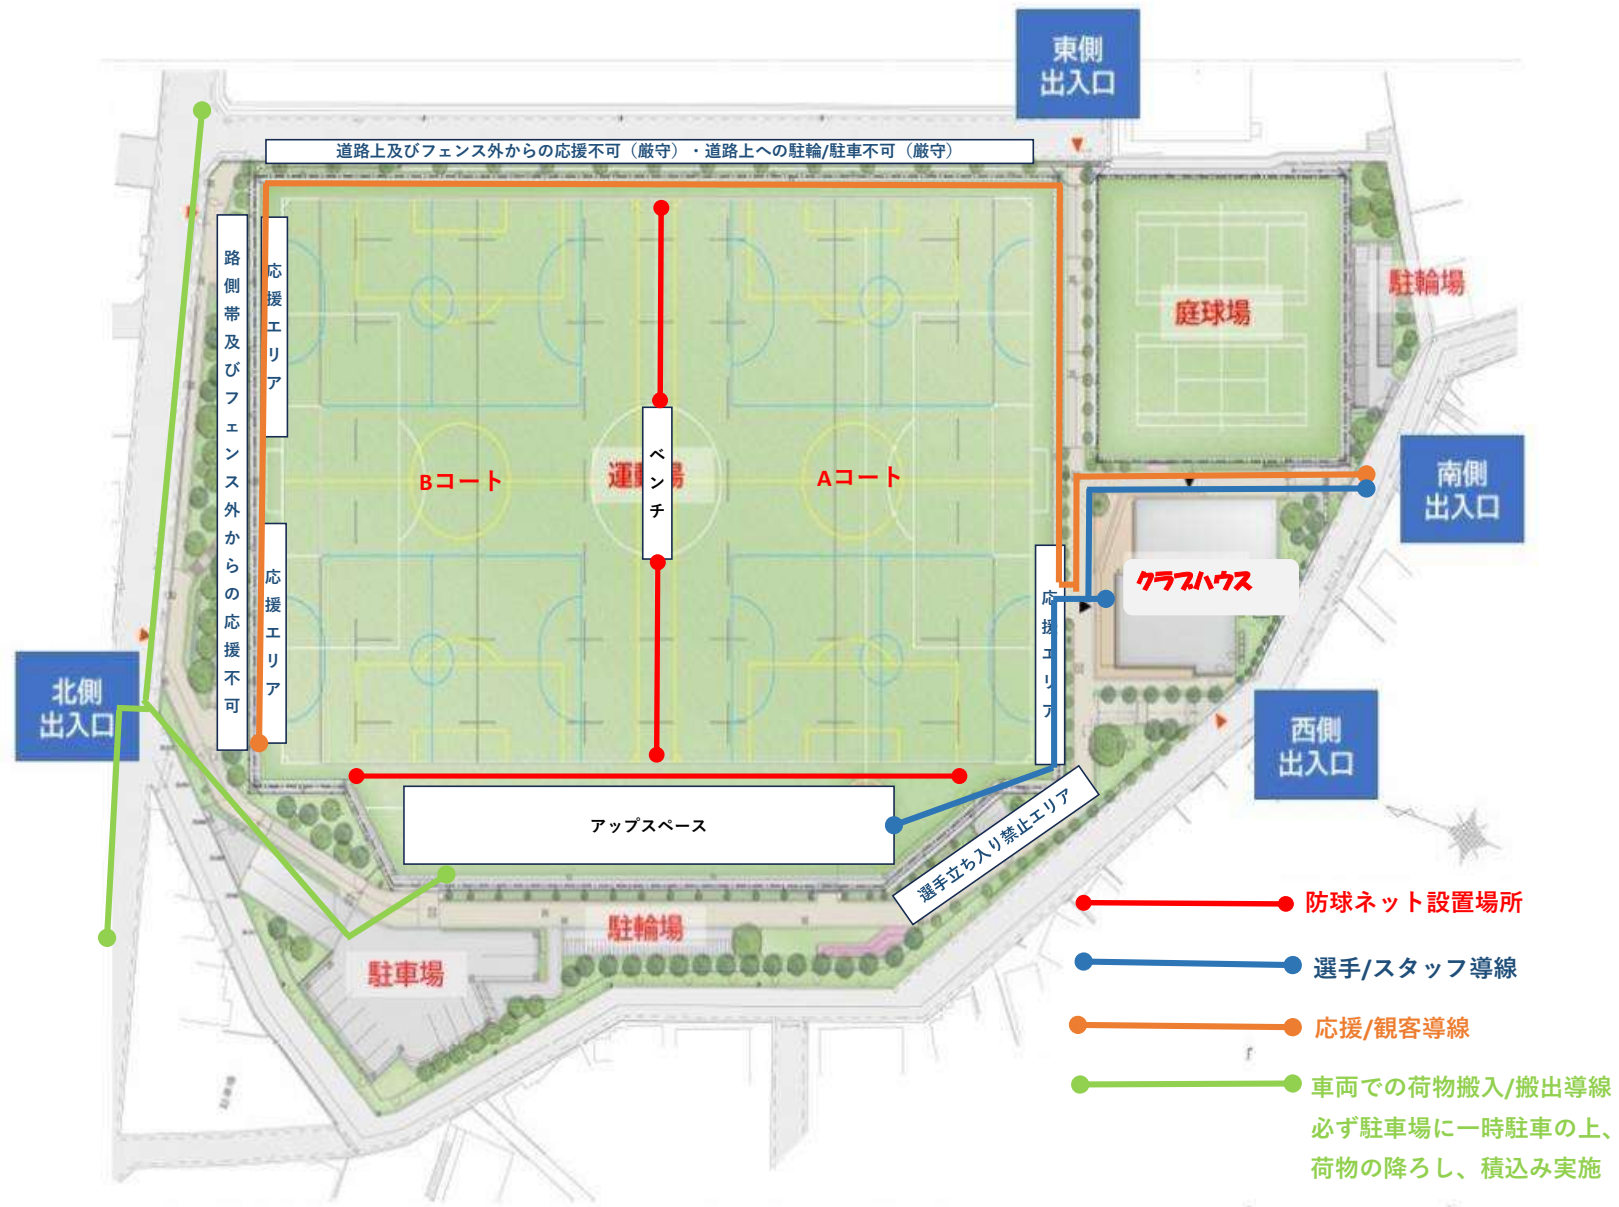 東側
出入口
道路上及びフェンス外からの応援不可（厳守）・道路上への駐輪/駐車不可（厳守）
路側帯及びフェンス外からの応援不可
応援エリア
応援エリア
ベンチ
運動場
Bコート
Aコート
庭球場
駐輪場
南側
出入口
クラブハウス
応援エリア
北側
出入口
西側
出入口
アップスペース
選手立ち入り禁止エリア
駐輪場
駐車場
防球ネット設置場所
選手/スタッフ導線
応援/観客導線
車両での荷物搬入/搬出導線
必ず駐車場に一時駐車の上、
荷物の降ろし、積込み実施